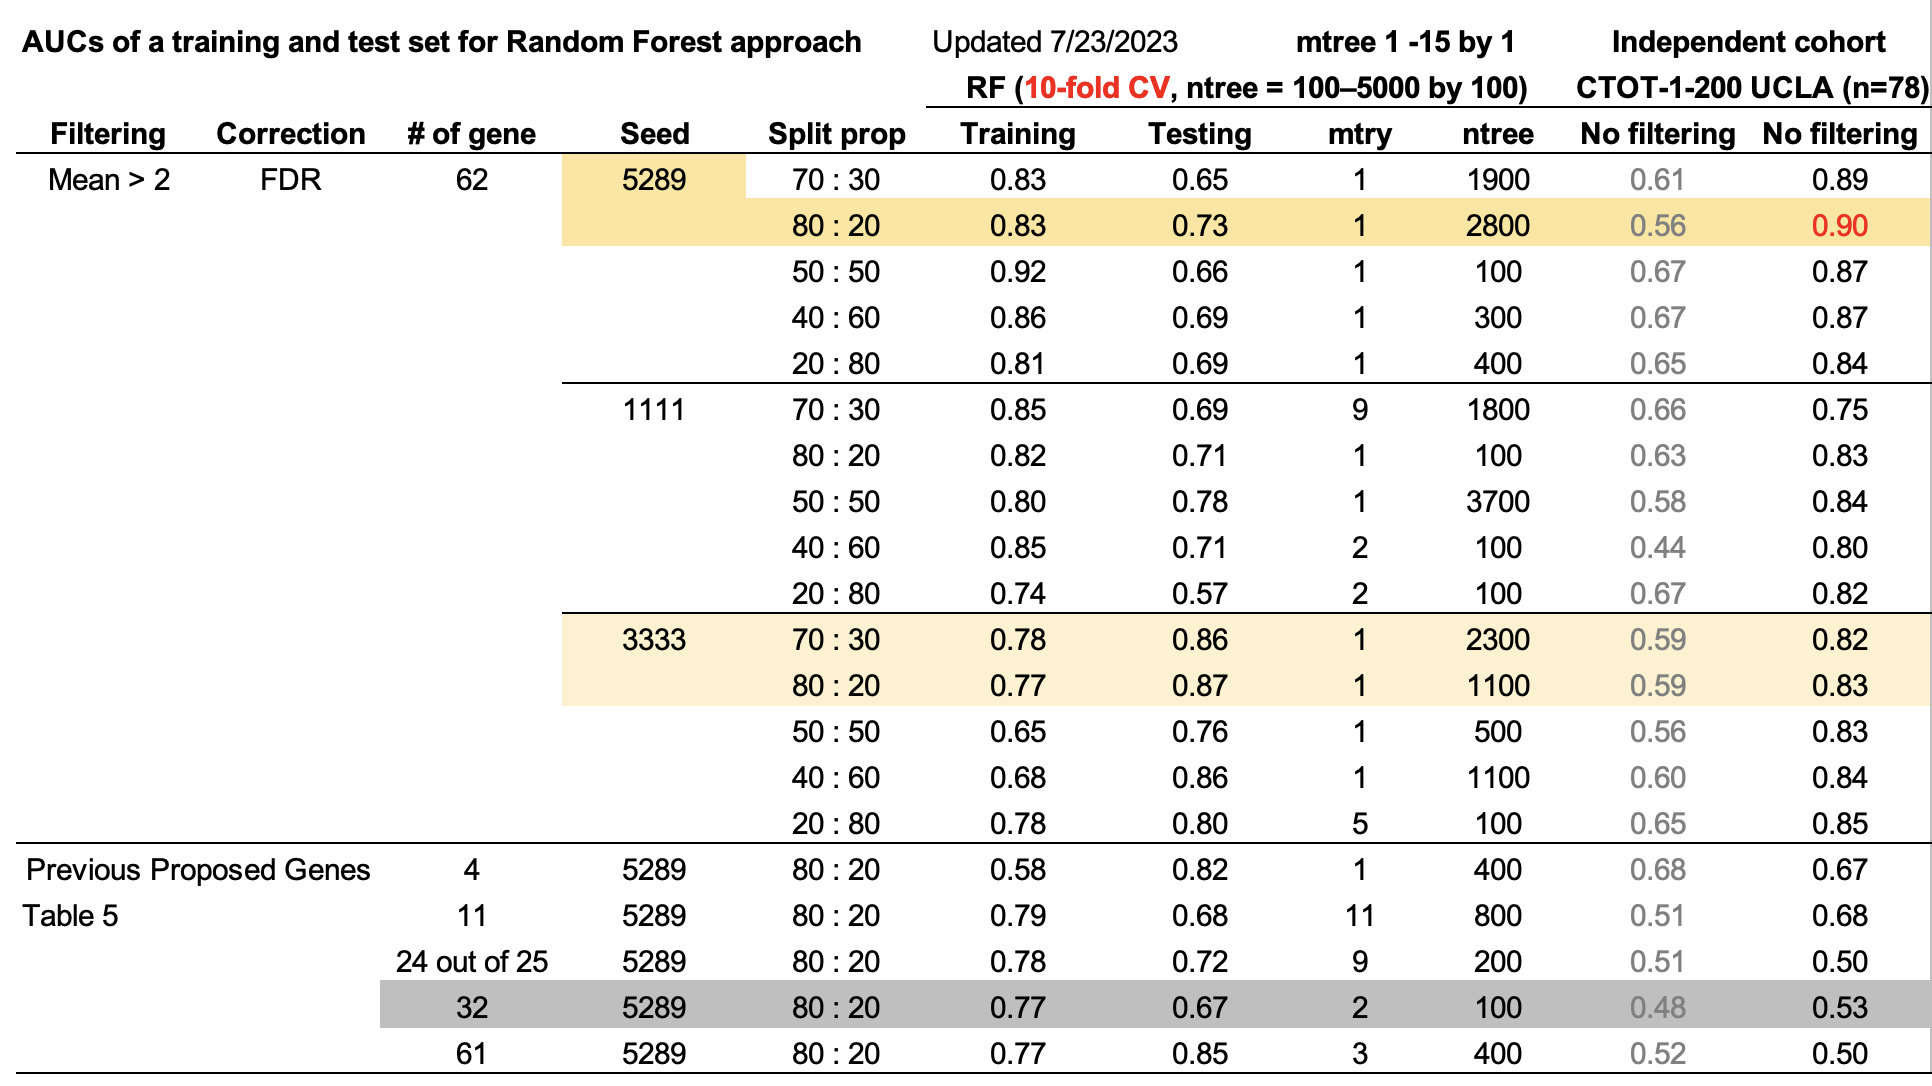 AUCs of a training and test set for Random Forest approach Updated 7/23/2023 mtree 1 -15 by 1 Independent cohort
RF (10-fold CV, ntree = 100–5000 by 100) CTOT-1-200 UCLA (n=78)
Filtering Correction # of gene Seed Split prop Training Testing mtry ntree No filtering No filtering
Mean > 2 FDR 62 5289 70 : 30 0.83 0.65 1 1900 0.61 0.89
80 : 20 0.83 0.73 1 2800 0.56 0.90
50 : 50 0.92 0.66 1 100 0.67 0.87
40 : 60 0.86 0.69 1 300 0.67 0.87
20 : 80 0.81 0.69 1 400 0.65 0.84
1111 70 : 30 0.85 0.69 9 1800 0.66 0.75
80 : 20 0.82 0.71 1 100 0.63 0.83
50 : 50 0.80 0.78 1 3700 0.58 0.84
40 : 60 0.85 0.71 2 100 0.44 0.80
20 : 80 0.74 0.57 2 100 0.67 0.82
3333 70 : 30 0.78 0.86 1 2300 0.59 0.82
80 : 20 0.77 0.87 1 1100 0.59 0.83
50 : 50 0.65 0.76 1 500 0.56 0.83
40 : 60 0.68 0.86 1 1100 0.60 0.84
20 : 80 0.78 0.80 5 100 0.65 0.85
Previous Proposed Genes 4 5289 80 : 20 0.58 0.82 1 400 0.68 0.67
Table 5 11 5289 80 : 20 0.79 0.68 11 800 0.51 0.68
24 out of 25 5289 80 : 20 0.78 0.72 9 200 0.51 0.50
32 5289 80 : 20 0.77 0.67 2 100 0.48 0.53
61 5289 80 : 20 0.77 0.85 3 400 0.52 0.50